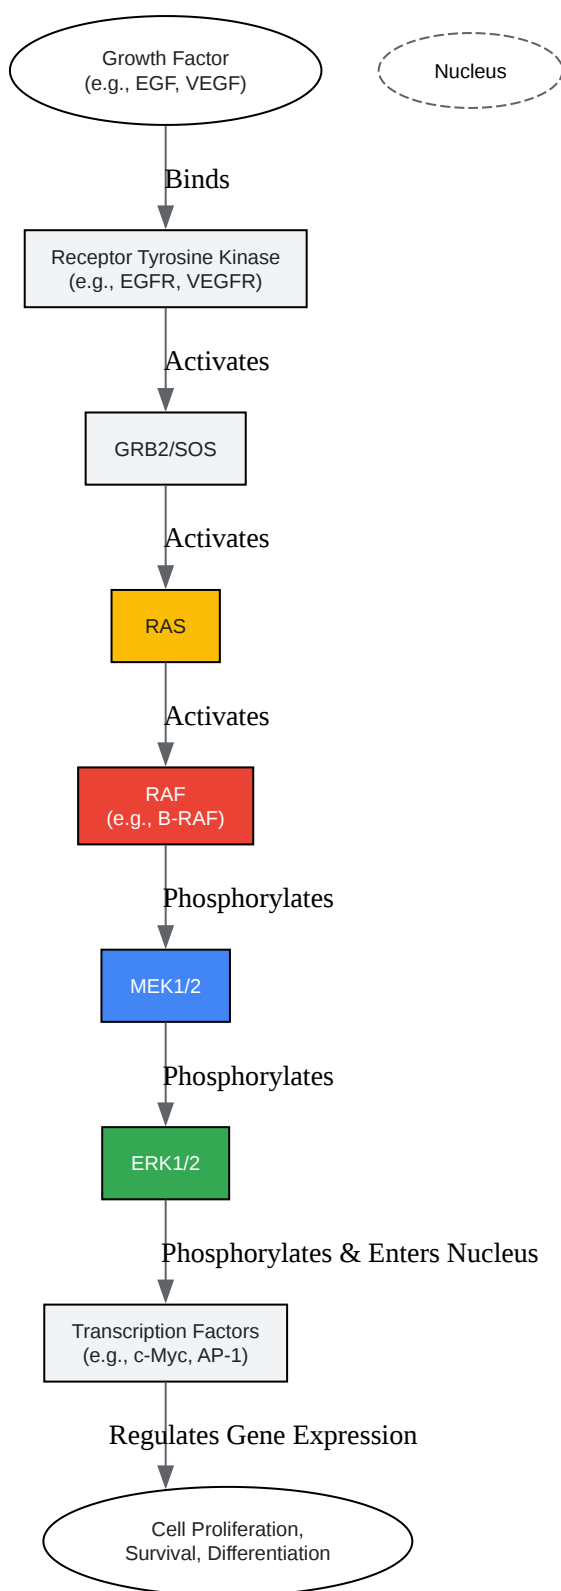 Growth Factor
(e.g., EGF, VEGF)
Nucleus
Binds
Receptor Tyrosine Kinase
(e.g., EGFR, VEGFR)
Activates
GRB2/SOS
Activates
RAS
Activates
RAF
(e.g., B-RAF)
Phosphorylates
MEK1/2
Phosphorylates
ERK1/2
Phosphorylates & Enters Nucleus
Transcription Factors
(e.g., c-Myc, AP-1)
Regulates Gene Expression
Cell Proliferation,
Survival, Differentiation